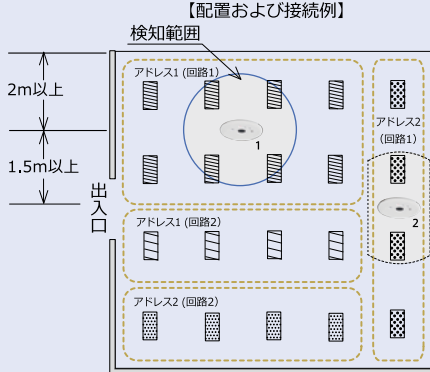 【配置および接続例】
検知範囲
アドレス1 (回路1)
2m以上
アドレス2
(回路1)
1
1.5m以上
出入口
アドレス1 (回路2)
2
アドレス2 (回路2)